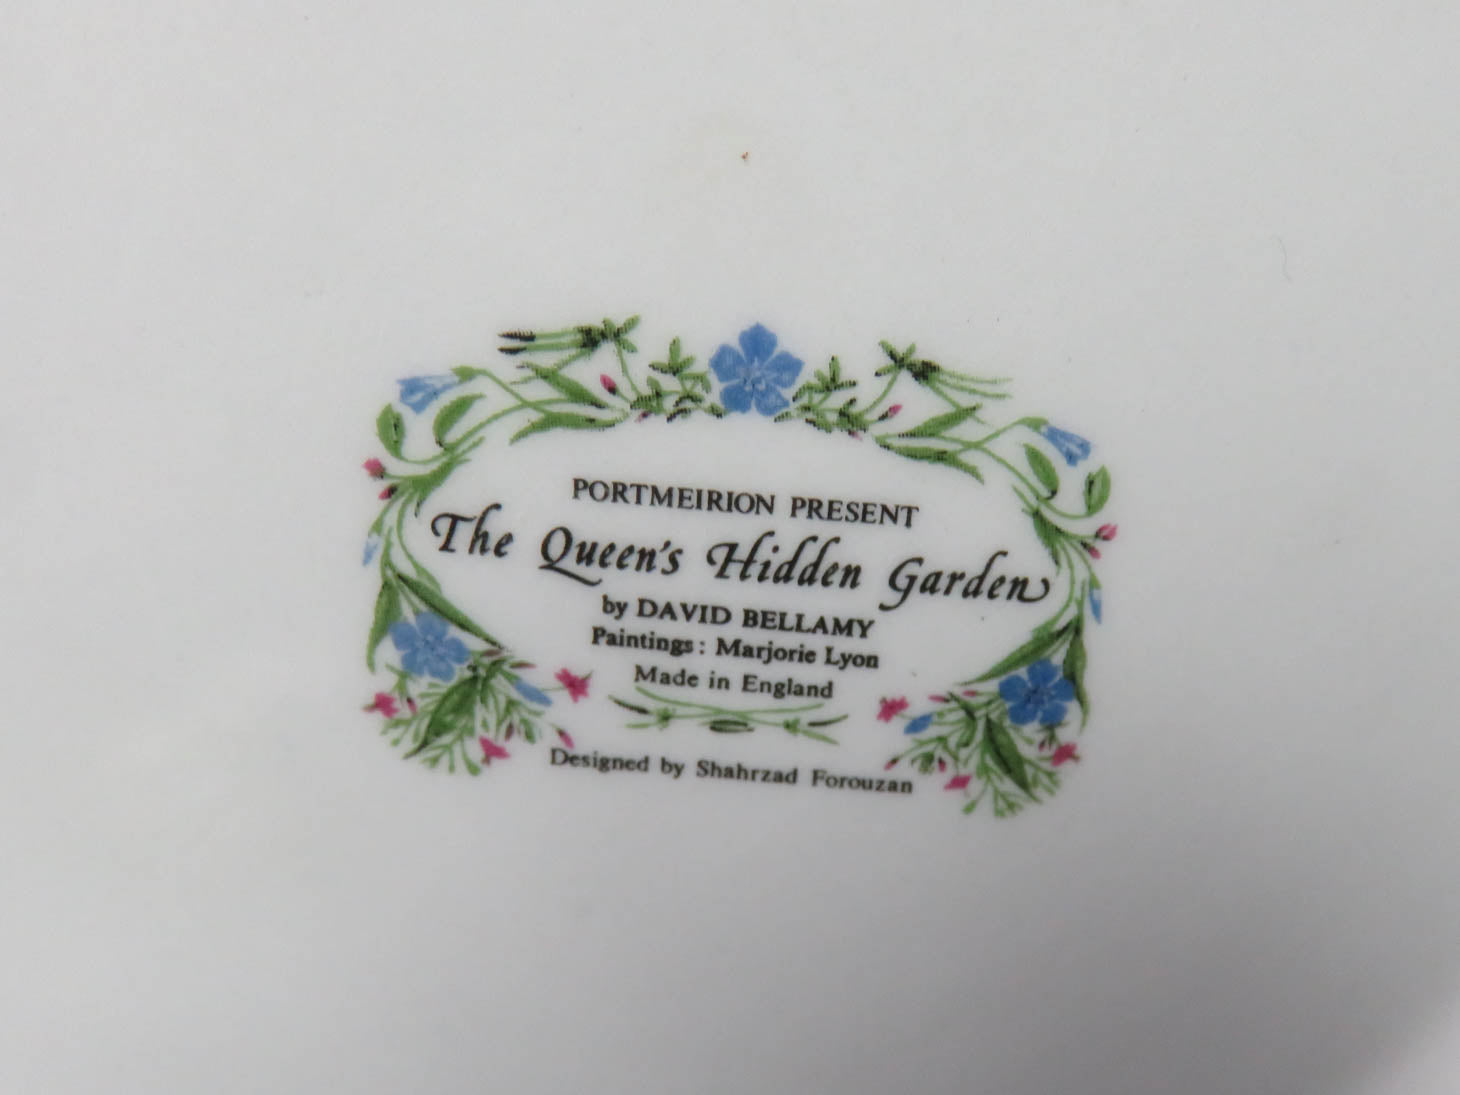 PORTMEIRION PRESENT
The Queen's Hidden Garden
by DAVID BELLAMY
Paintings: Marjorie Lyon
Made in England
Designed by Shahrzad Forouzan